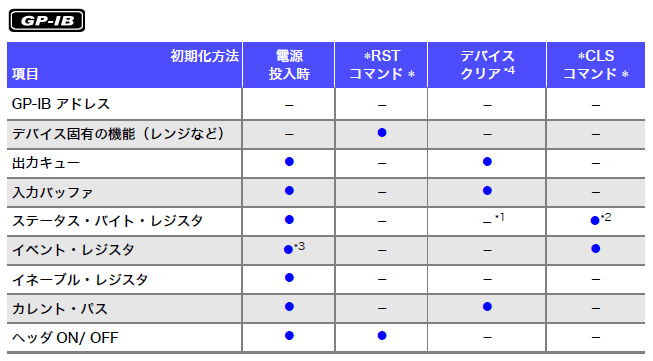 GP-IB
初期化方法 電源 *RST デバイス *CLS
項目 投入時 コマンド * クリア *4 コマンド *
GP-IB アドレス – – – –
デバイス固有の機能（レンジなど） – ● – –
出力キュー ● – ● –
入力バッファ ● – ● –
ステータス・バイト・レジスタ ● – –*1 ●*2
イベント・レジスタ ●*3 – – ●
イネーブル・レジスタ ● – – –
カレント・パス ● – ● –
ヘッダ ON/ OFF ● ● – –